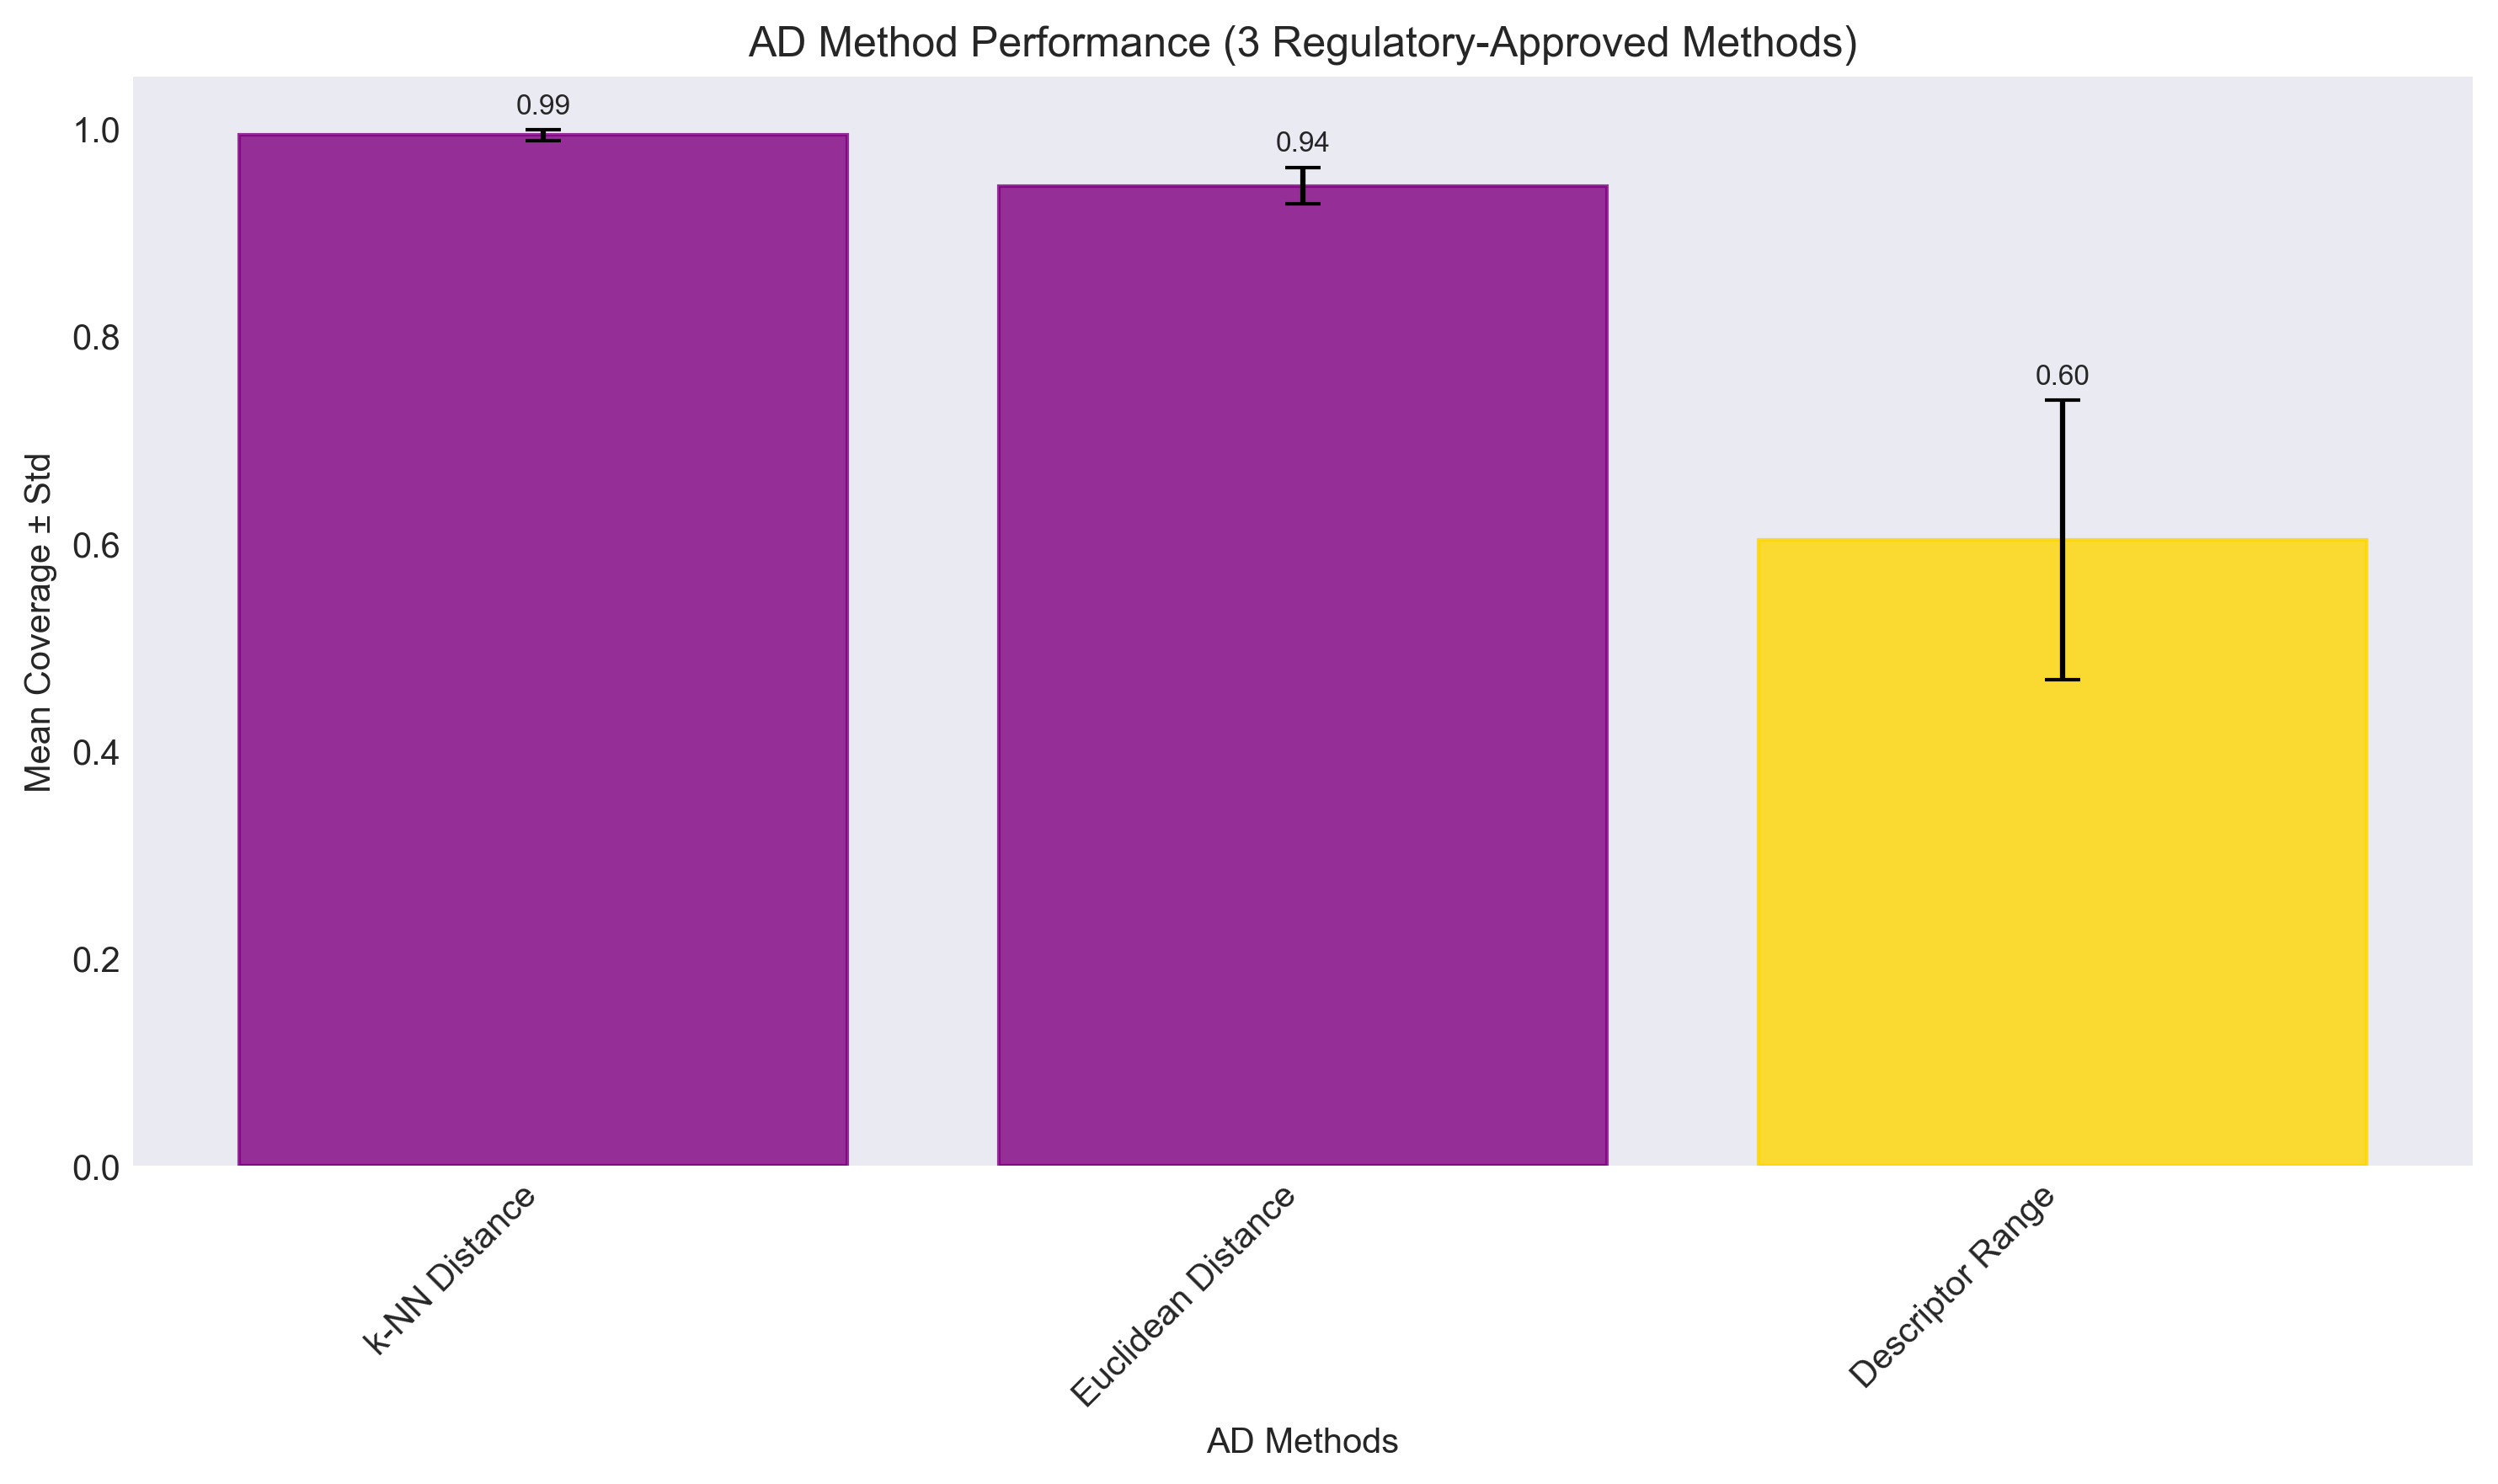 AD Method Performance (3 Regulatory-Approved Methods)
0.99
0.94
0.60
1.0
0.8
0.6
0.4
0.2
0.0
Mean Coverage ± Std
k-NN Distance
Euclidean Distance
Descriptor Range
AD Methods